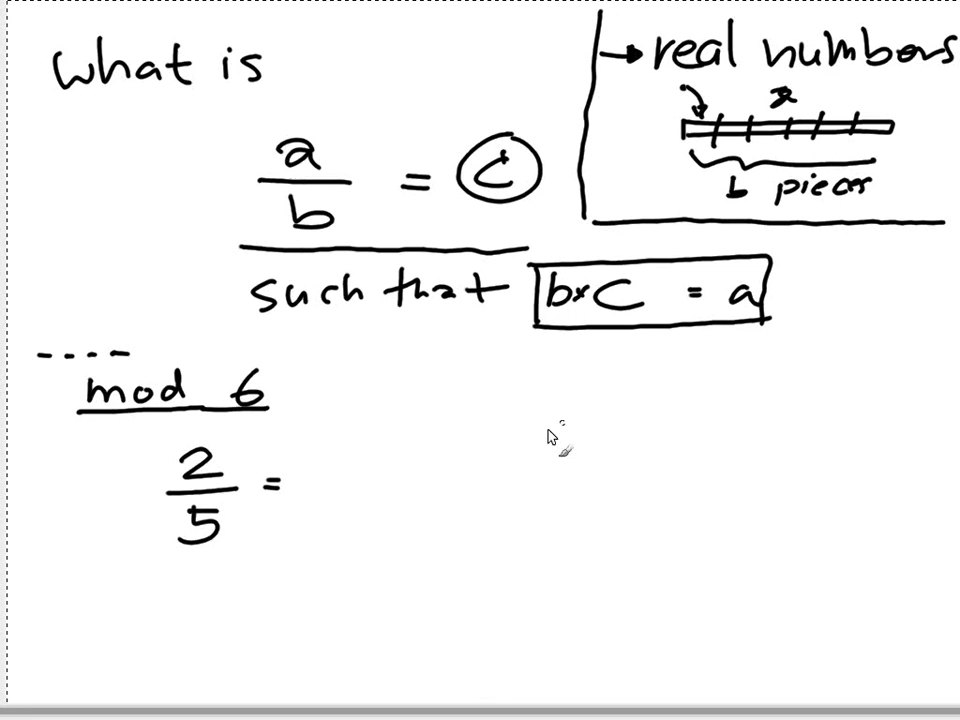 What is
a
b
= C
such that b×C = a
→ real numbers
b pieces
mod 6
2
5
=